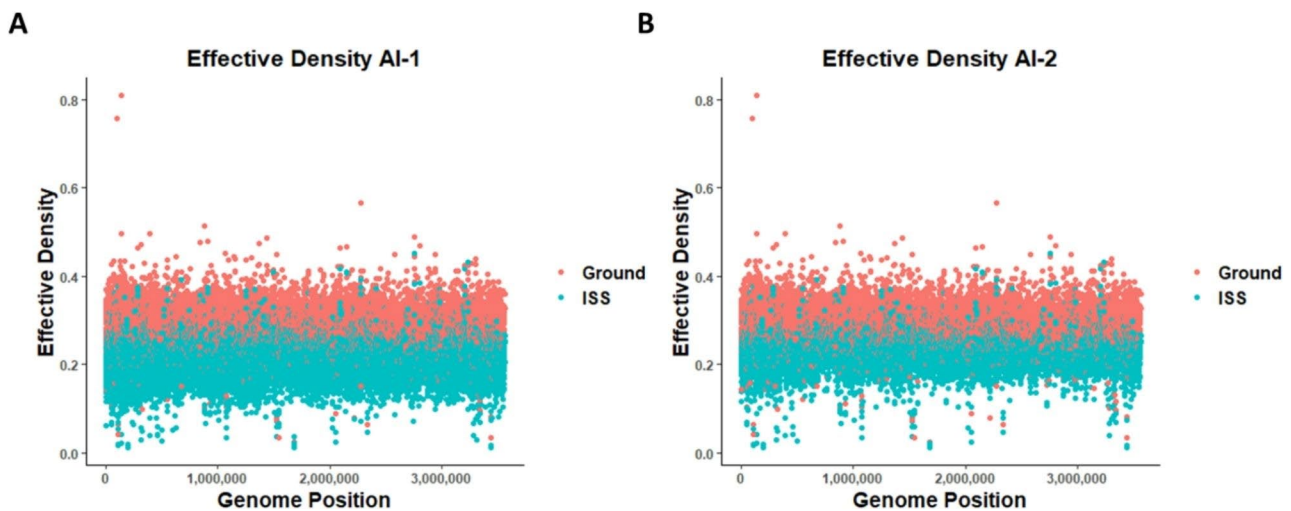 A
Effective Density AI-1
Effective Density
0.8
0.6
0.4
0.2
0.0
0
1,000,000
2,000,000
3,000,000
Genome Position
Ground
ISS
B
Effective Density AI-2
Effective Density
0.8
0.6
0.4
0.2
0.0
0
1,000,000
2,000,000
3,000,000
Genome Position
Ground
ISS